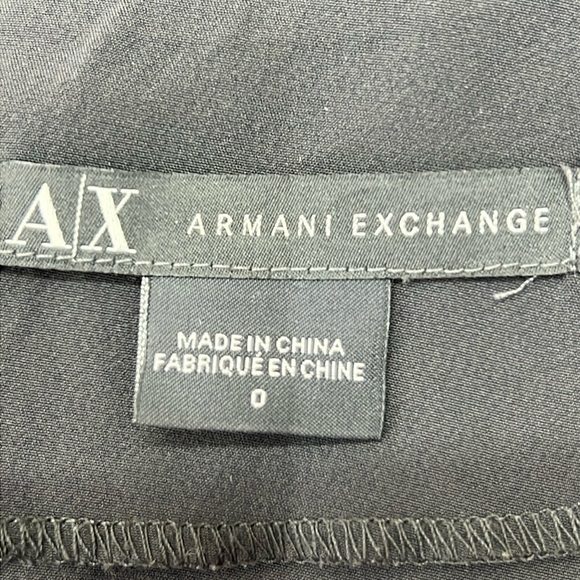 A|X ARMANI EXCHANGE
MADE IN CHINA
FABRIQUÉ EN CHINE
0